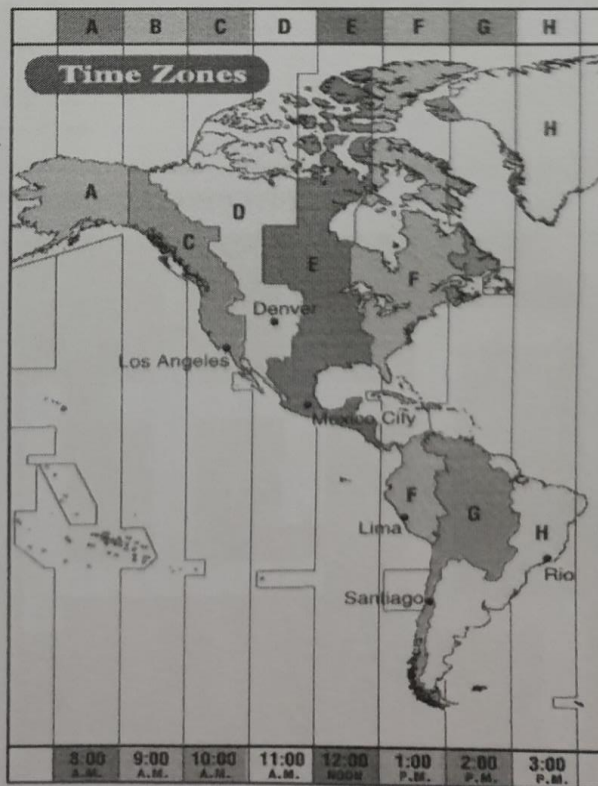 A B C D E F G H
Time Zones
H
A
D
C
E
F
Denver
Los Angeles
Mexico City
F
G
Lima
H
Rio
Santiago
8:00 9:00 10:00 11:00 12:00 1:00 2:00 3:00
A.M. A.M. A.M. A.M. NOON P.M. P.M. P.M.